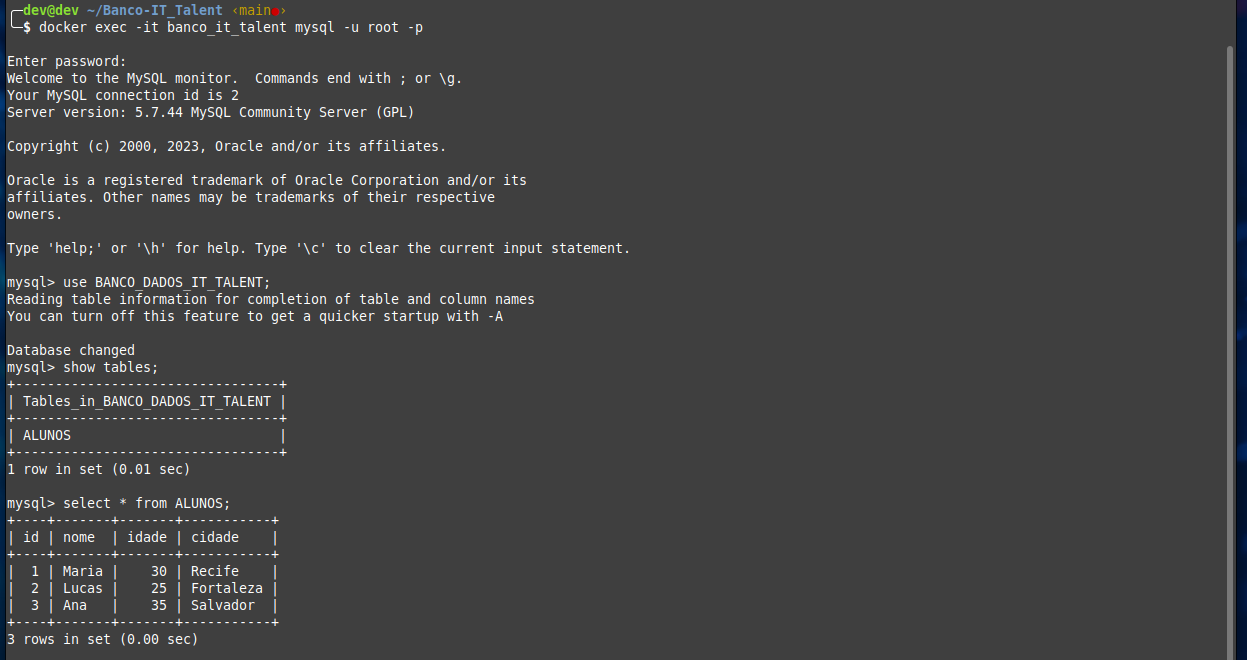 dev@dev ~/Banco-IT_Talent ‹main●›
$ docker exec -it banco_it_talent mysql -u root -p
Enter password:
Welcome to the MySQL monitor.  Commands end with ; or \g.
Your MySQL connection id is 2
Server version: 5.7.44 MySQL Community Server (GPL)
Copyright (c) 2000, 2023, Oracle and/or its affiliates.
Oracle is a registered trademark of Oracle Corporation and/or its
affiliates. Other names may be trademarks of their respective
owners.
Type 'help;' or '\h' for help. Type '\c' to clear the current input statement.
mysql> use BANCO_DADOS_IT_TALENT;
Reading table information for completion of table and column names
You can turn off this feature to get a quicker startup with -A
Database changed
mysql> show tables;
+---------------------------------+
| Tables_in_BANCO_DADOS_IT_TALENT |
+---------------------------------+
| ALUNOS                          |
+---------------------------------+
1 row in set (0.01 sec)
mysql> select * from ALUNOS;
+----+-------+-------+-----------+
| id | nome  | idade | cidade    |
+----+-------+-------+-----------+
|  1 | Maria |    30 | Recife    |
|  2 | Lucas |    25 | Fortaleza |
|  3 | Ana   |    35 | Salvador  |
+----+-------+-------+-----------+
3 rows in set (0.00 sec)